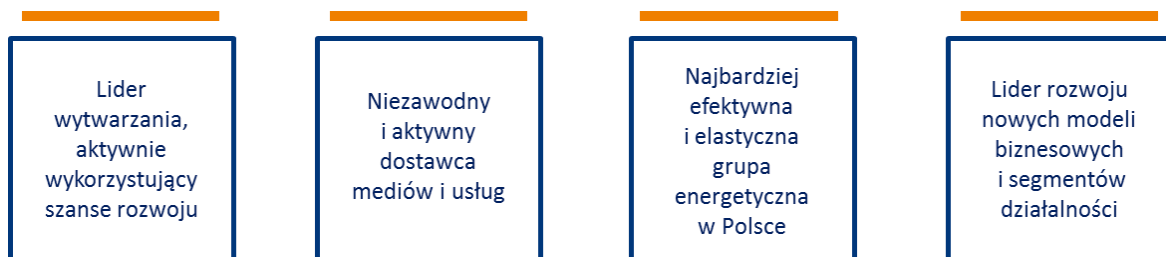 Lider
wytwarzania,
aktywnie
wykorzystujący
szanse rozwoju
Niezawodny
i aktywny
dostawca
mediów i usług
Najbardziej
efektywna
i elastyczna
grupa
energetyczna
w Polsce
Lider rozwoju
nowych modeli
biznesowych
i segmentów
działalności